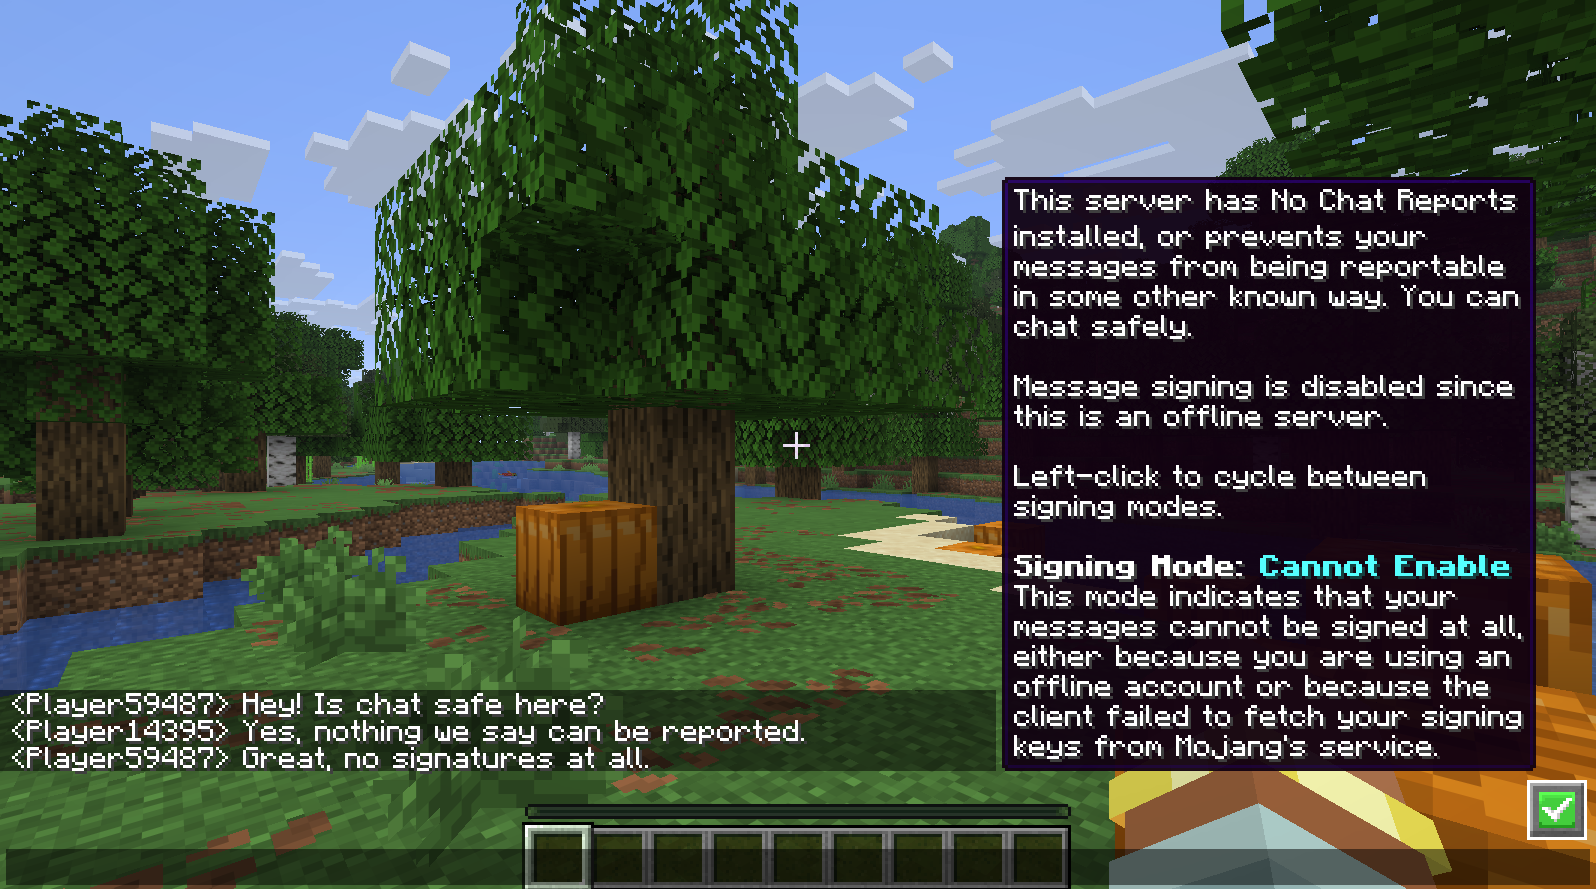 This server has No Chat Reports
installed, or prevents your
messages from being reportable
in some other known way. You can
chat safely.
Message signing is disabled since
this is an offline server.
Left-click to cycle between
signing modes.
Signing Mode: Cannot Enable
This mode indicates that your
messages cannot be signed at all,
either because you are using an
offline account or because the
client failed to fetch your signing
keys from Mojang's service.
<Player59487> Hey! Is chat safe here?
<Player14395> Yes, nothing we say can be reported.
<Player59487> Great, no signatures at all.